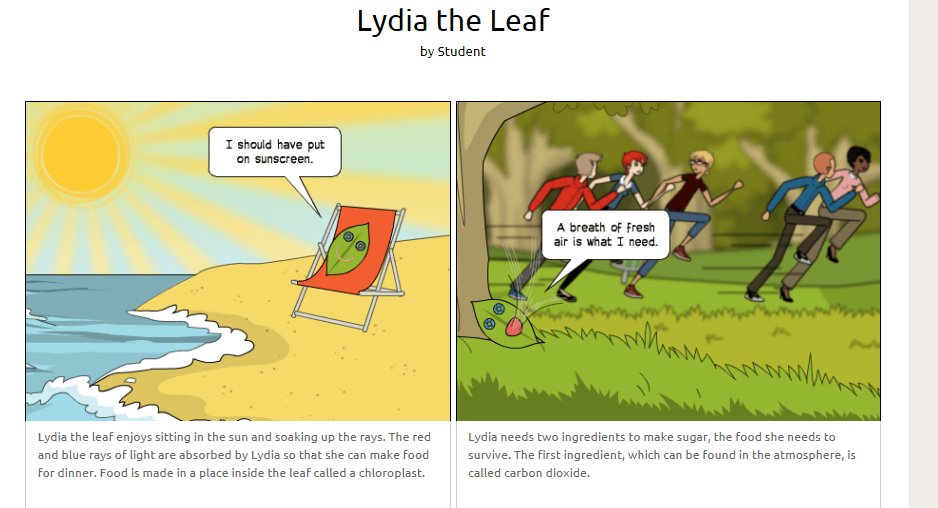 Lydia the Leaf
by Student
I should have put
on sunscreen.
A breath of fresh
air is what I need.
Lydia the leaf enjoys sitting in the sun and soaking up the rays. The red
and blue rays of light are absorbed by Lydia so that she can make food
for dinner. Food is made in a place inside the leaf called a chloroplast.
Lydia needs two ingredients to make sugar, the food she needs to
survive. The first ingredient, which can be found in the atmosphere, is
called carbon dioxide.